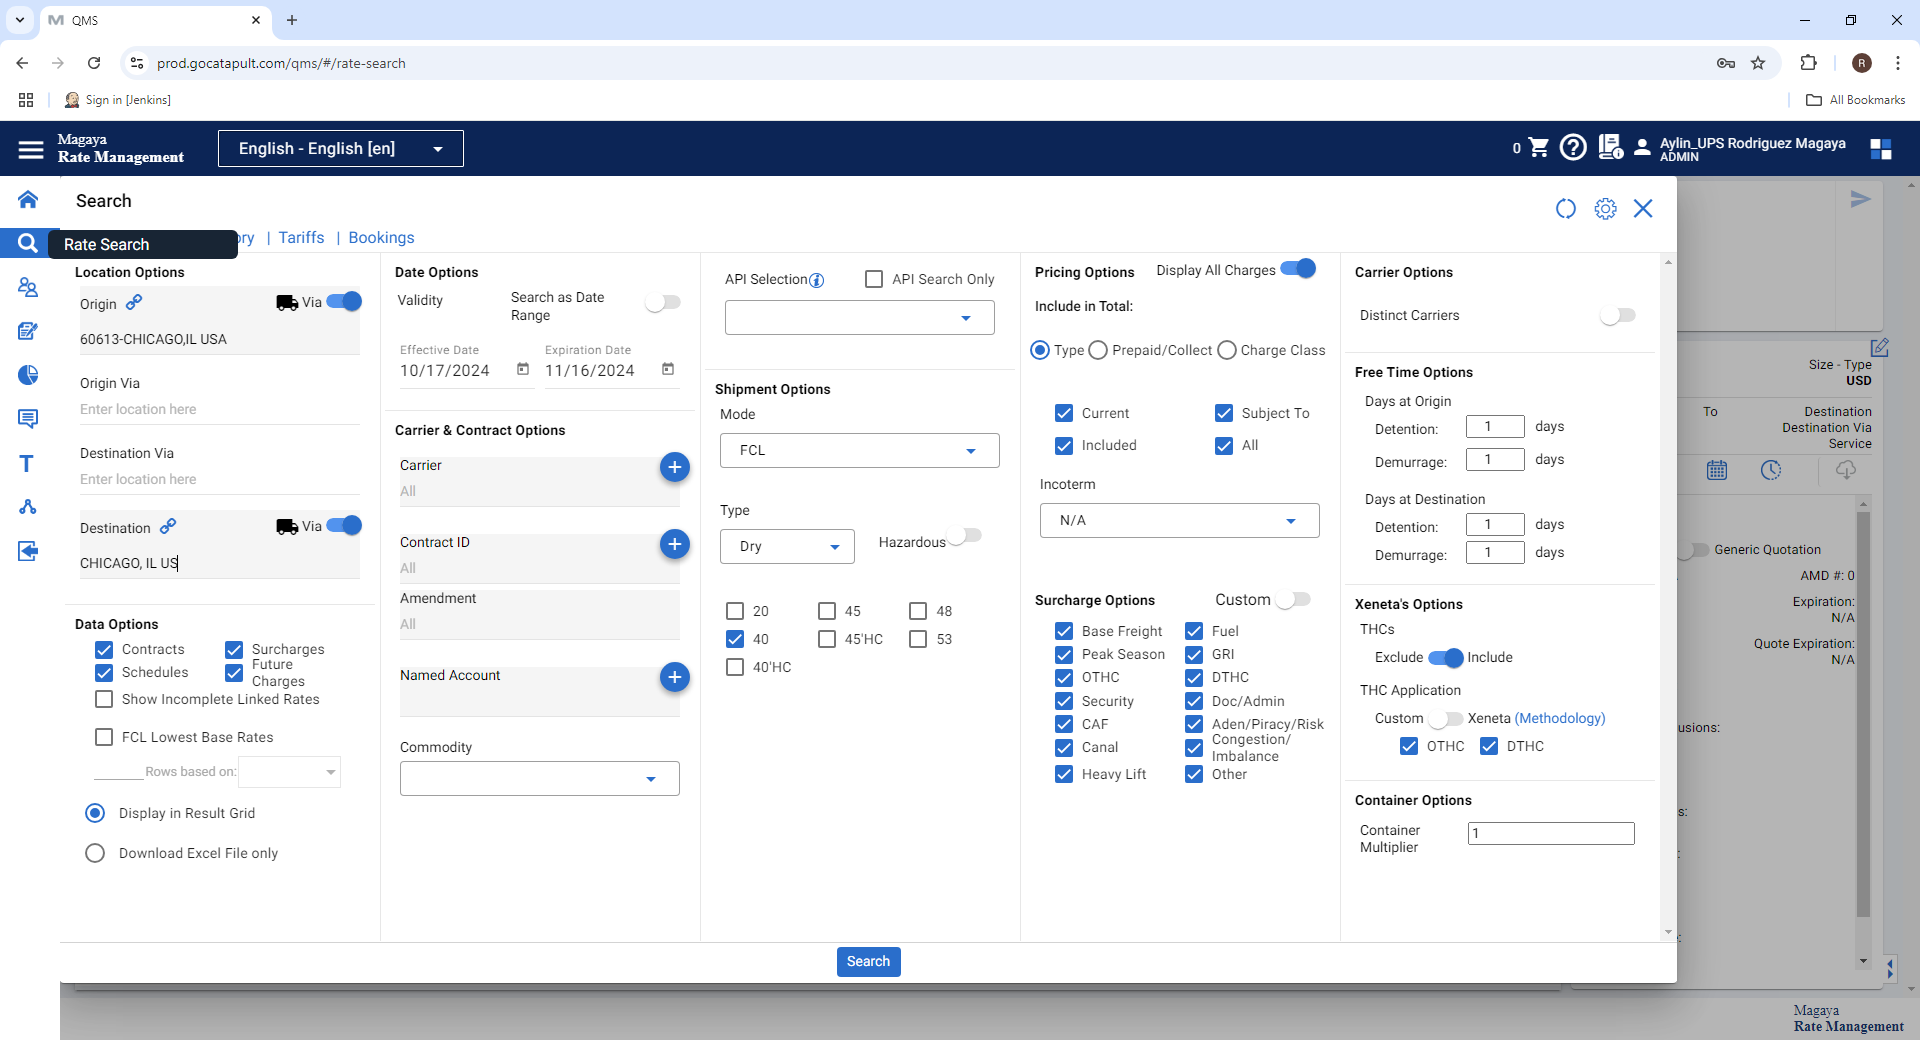 QMS
prod.gocatapult.com/qms/#/rate-search
R
Sign in [Jenkins]
All Bookmarks
Magaya
Rate Management
English - English [en]
0
Aylin_UPS Rodriguez Magaya
ADMIN
Search
Rate Search
ory | Tariffs | Bookings
Location Options
Origin
Via
60613-CHICAGO,IL USA
Origin Via
Enter location here
Destination Via
Enter location here
Destination
Via
CHICAGO, IL US
Data Options
Contracts
Surcharges
Schedules
Future Charges
Show Incomplete Linked Rates
FCL Lowest Base Rates
Rows based on:
Display in Result Grid
Download Excel File only
Date Options
Validity
Search as Date
Range
Effective Date
Expiration Date
10/17/2024
11/16/2024
Carrier & Contract Options
Carrier
All
Contract ID
All
Amendment
All
Named Account
Commodity
API Selection
API Search Only
Shipment Options
Mode
FCL
Type
Dry
Hazardous
20
45
48
40
45'HC
53
40'HC
Pricing Options
Display All Charges
Include in Total:
Type
Prepaid/Collect
Charge Class
Current
Subject To
Included
All
Incoterm
N/A
Surcharge Options
Custom
Base Freight
Fuel
Peak Season
GRI
OTHC
DTHC
Security
Doc/Admin
CAF
Aden/Piracy/Risk
Canal
Congestion/
Imbalance
Heavy Lift
Other
Carrier Options
Distinct Carriers
Free Time Options
Days at Origin
Detention:
1
days
Demurrage:
1
days
Days at Destination
Detention:
1
days
Demurrage:
1
days
Xeneta's Options
THCs
Exclude
Include
THC Application
Custom
Xeneta (Methodology)
OTHC
DTHC
Container Options
Container
Multiplier
1
Search
Size - Type
USD
To
Destination
Destination Via
Service
Generic Quotation
AMD #: 0
Expiration:
N/A
Quote Expiration:
N/A
usions:
s:
Magaya
Rate Management